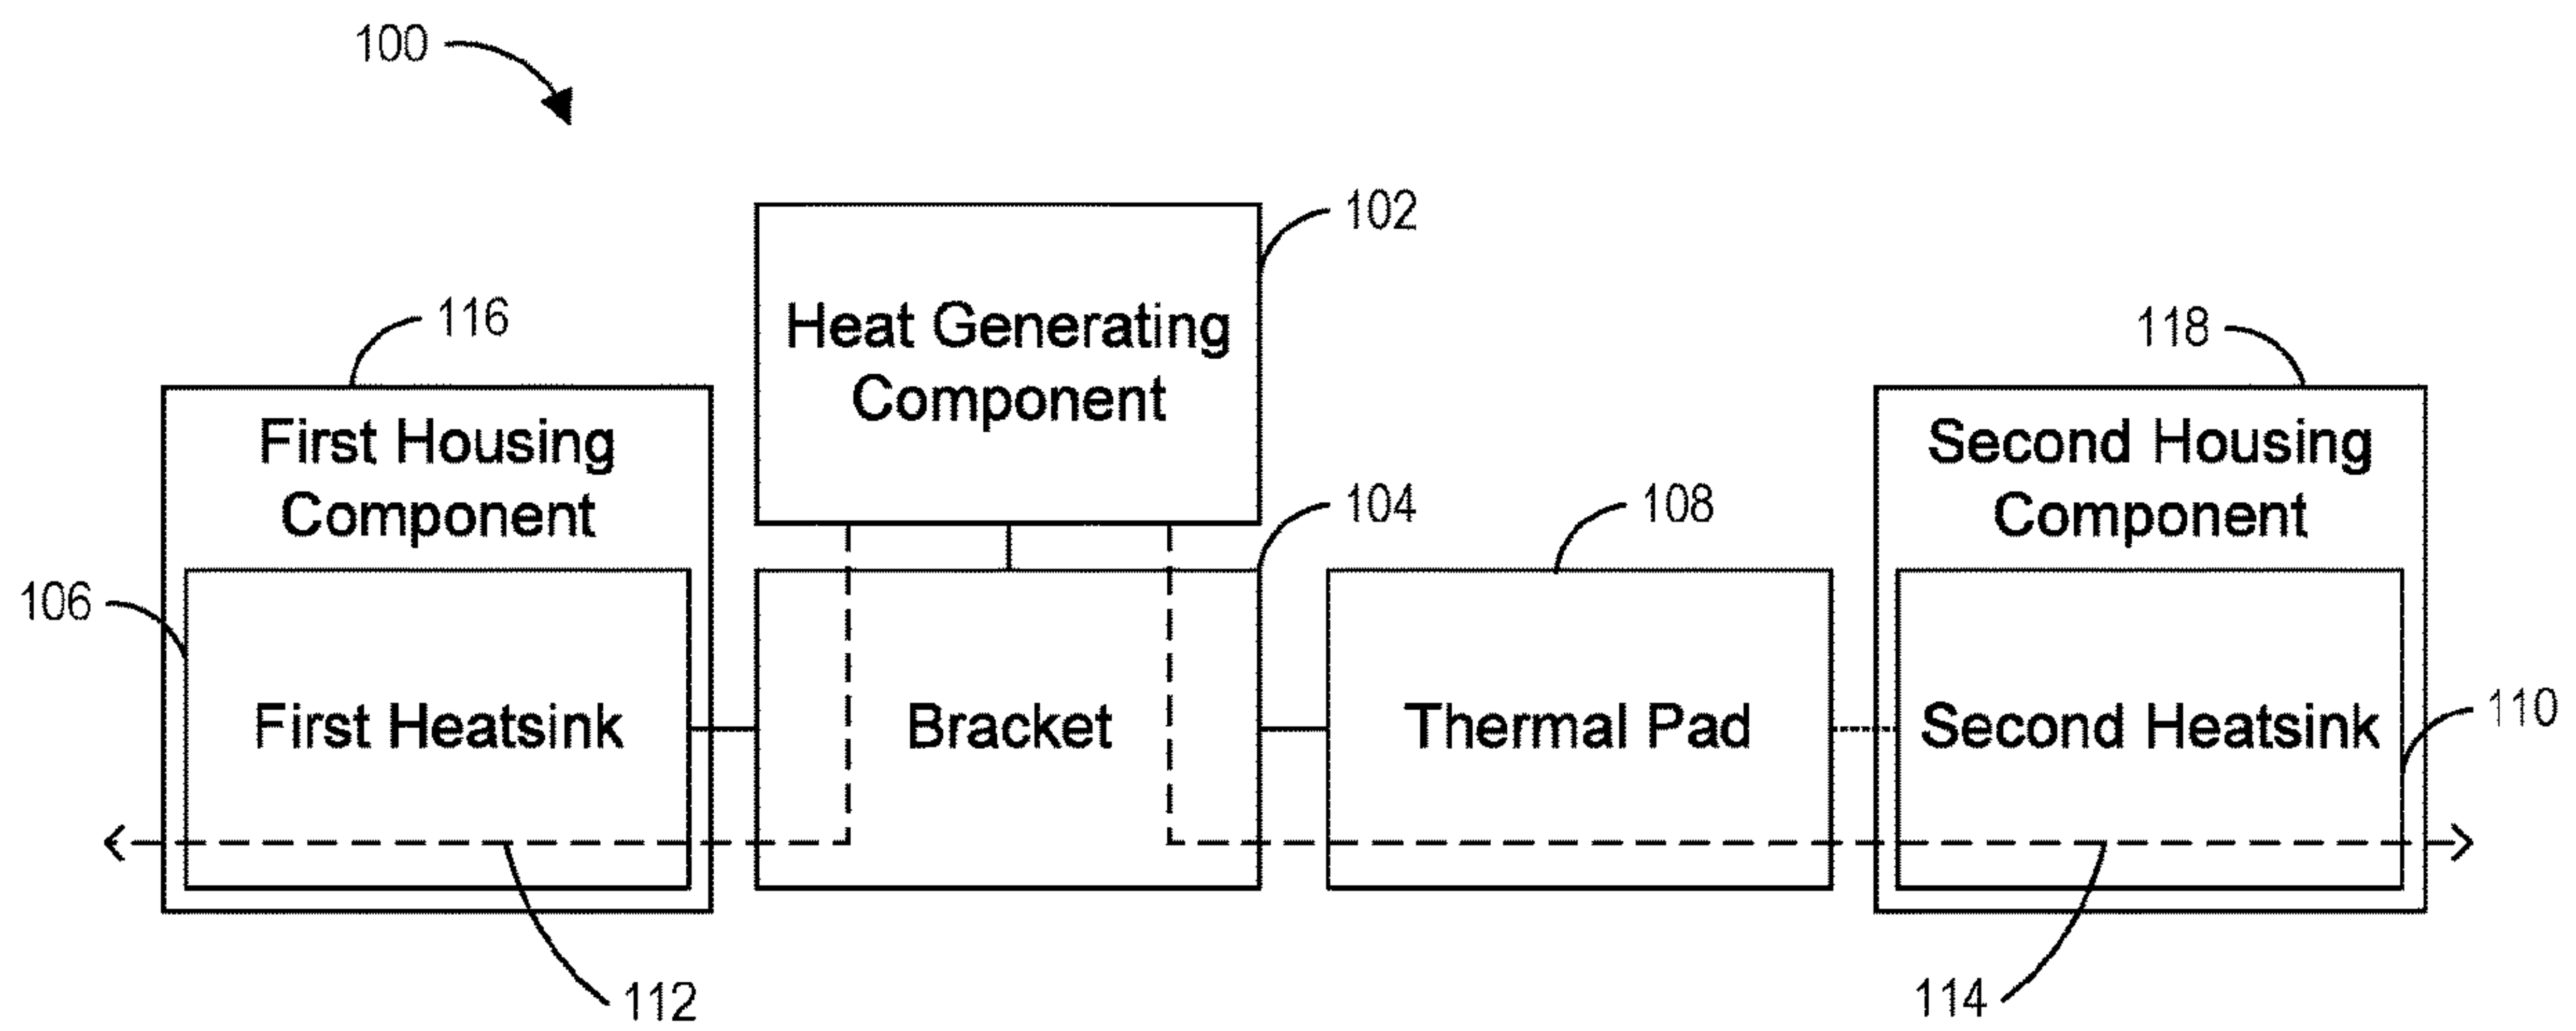 100
102
Heat Generating
Component
116
First Housing
Component
118
Second Housing
Component
104
108
106
First Heatsink
Bracket
Thermal Pad
Second Heatsink
110
112
114